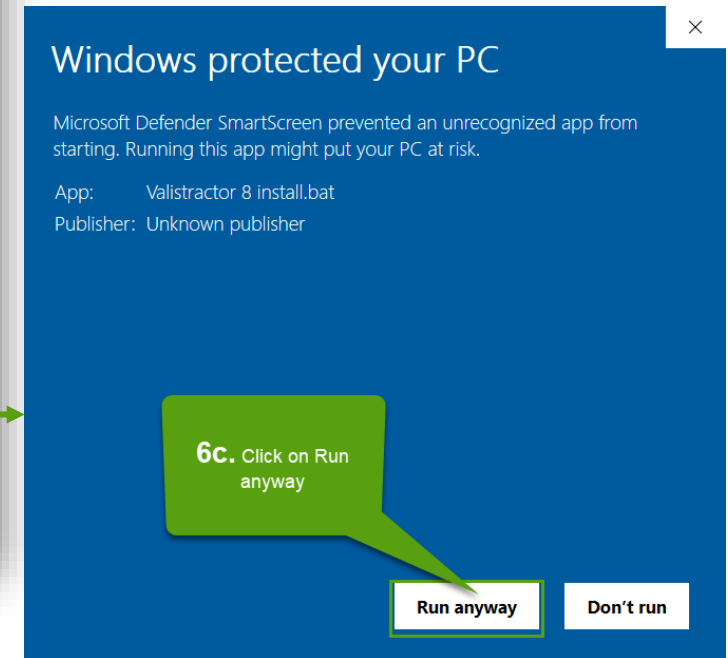 Windows protected your PC
Microsoft Defender SmartScreen prevented an unrecognized app from
starting. Running this app might put your PC at risk.
App: Valistractor 8 install.bat
Publisher: Unknown publisher
6c. Click on Run
anyway
Run anyway Don't run